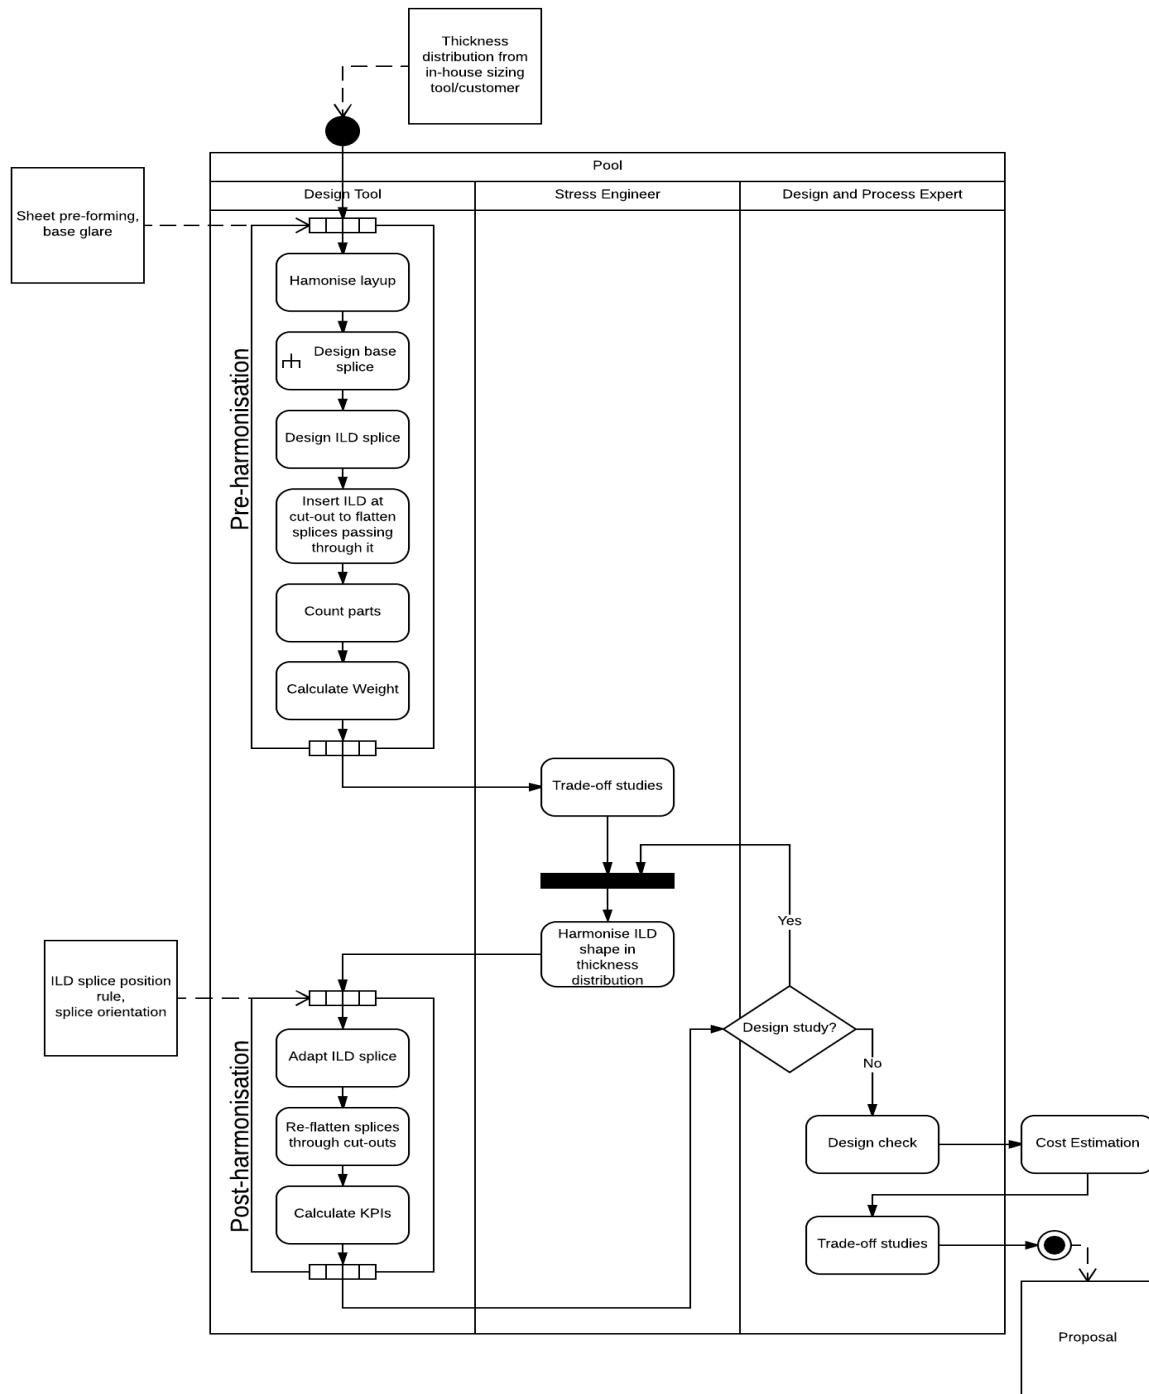 Thickness
distribution from
in-house sizing
tool/customer
Pool
Design Tool
Stress Engineer
Design and Process Expert
Sheet pre-forming,
base glare
Pre-harmonisation
Hamonise layup
Design base
splice
Design ILD splice
Insert ILD at
cut-out to flatten
splices passing
through it
Count parts
Calculate Weight
Trade-off studies
Yes
Harmonise ILD
shape in
thickness
distribution
ILD splice position
rule,
splice orientation
Post-harmonisation
Design study?
No
Adapt ILD splice
Re-flatten splices
through cut-outs
Calculate KPIs
Design check
Cost Estimation
Trade-off studies
Proposal